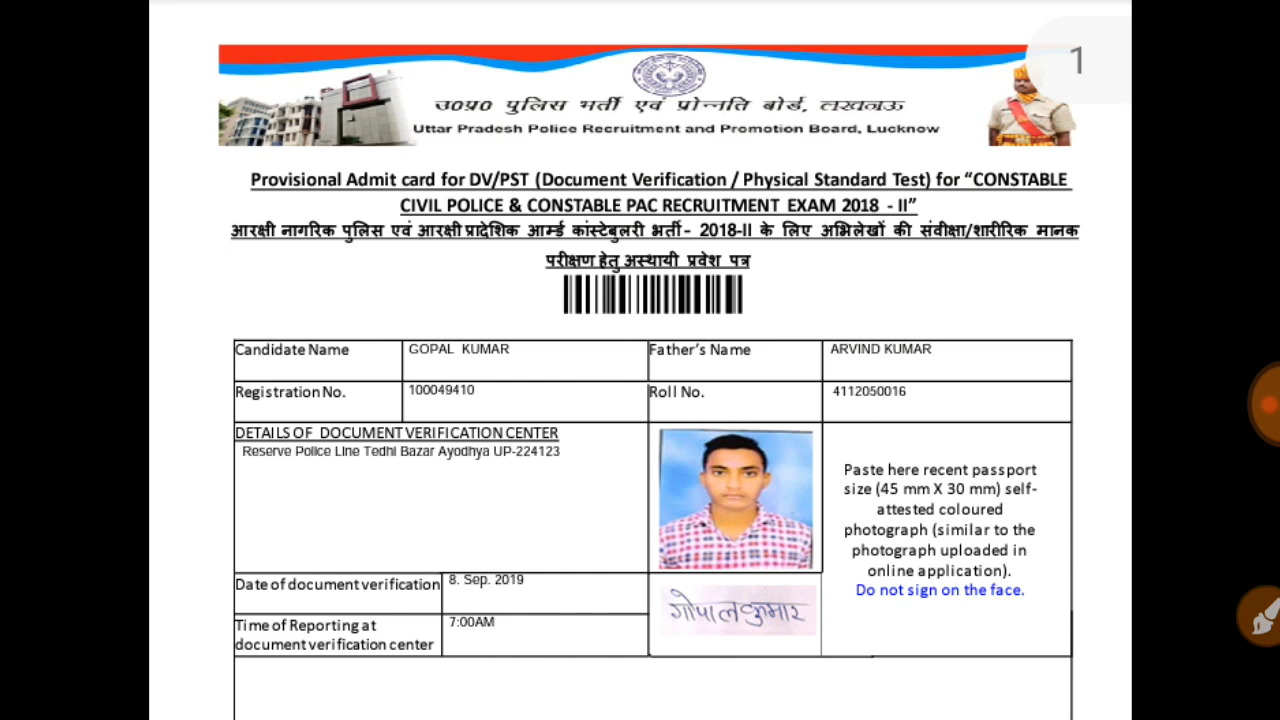 1
उ०प्र० पुलिस भर्ती एवं प्रोन्नति बोर्ड, लखनऊ
Uttar Pradesh Police Recruitment and Promotion Board, Lucknow
Provisional Admit card for DV/PST (Document Verification / Physical Standard Test) for “CONSTABLE
CIVIL POLICE & CONSTABLE PAC RECRUITMENT EXAM 2018 - II”
आरक्षी नागरिक पुलिस एवं आरक्षी प्रादेशिक आर्म्ड कांस्टेबुलरी भर्ती- 2018-II के लिए अभिलेखों की संवीक्षा/शारीरिक मानक
परीक्षण हेतु अस्थायी प्रवेश पत्र
Candidate Name GOPAL KUMAR Father’s Name ARVIND KUMAR
Registration No. 100049410 Roll No. 4112050016
DETAILS OF DOCUMENT VERIFICATION CENTER
Reserve Police Line Tedhi Bazar Ayodhya UP-224123
Paste here recent passport
size (45 mm X 30 mm) self-
attested coloured
photograph (similar to the
photograph uploaded in
online application).
Do not sign on the face.
Date of document verification 8. Sep. 2019
गोपाल कुमार
Time of Reporting at 7:00AM
document verification center